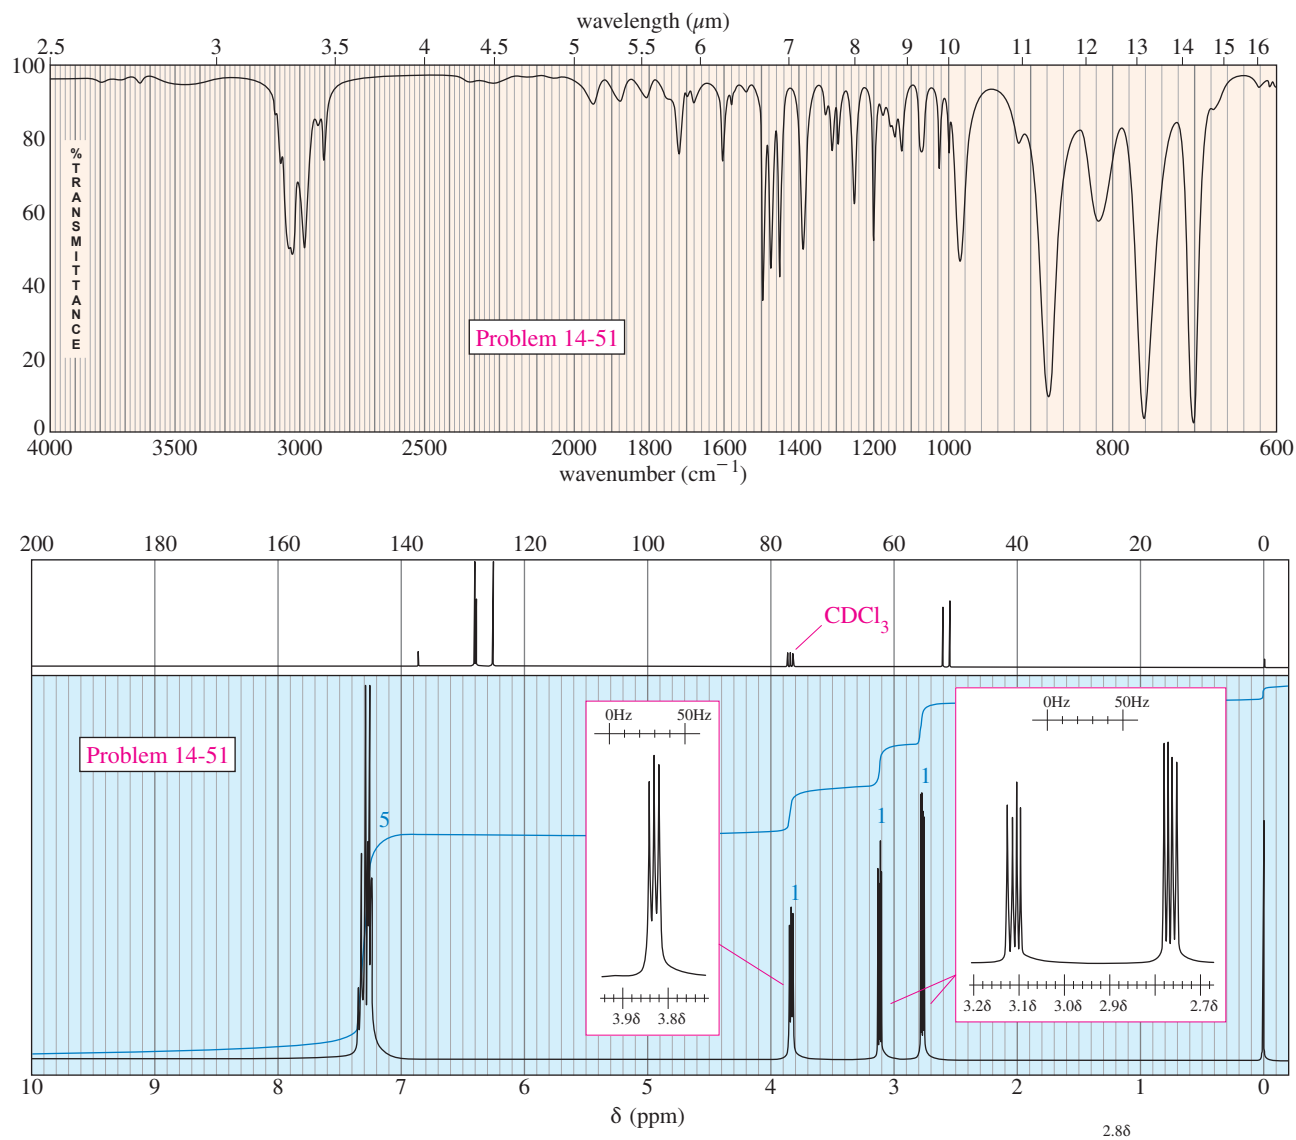 wavelength (μm)
2.5 3 3.5 4 4.5 5 5.5 6 7 8 9 10 11 12 13 14 15 16
100
80
60
40
20
0
%TRANSMITTANCE
Problem 14-51
4000 3500 3000 2500 2000 1800 1600 1400 1200 1000 800 600
wavenumber (cm⁻¹)
200 180 160 140 120 100 80 60 40 20 0
CDCl₃
Problem 14-51
5
1
1
1
0Hz 50Hz
3.9δ 3.8δ
0Hz 50Hz
3.2δ 3.1δ 3.0δ 2.9δ 2.7δ
10 9 8 7 6 5 4 3 2 1 0
δ (ppm)
2.8δ